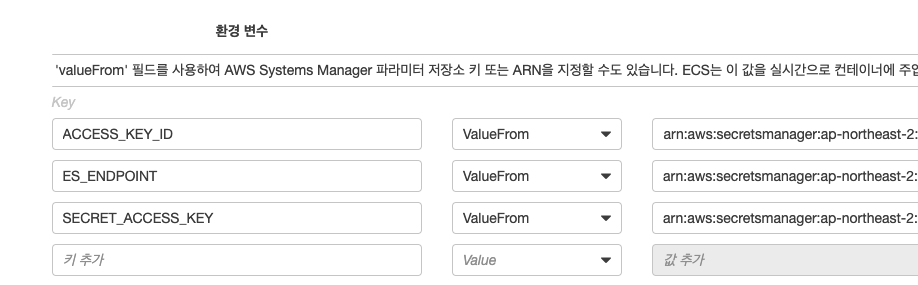 환경 변수
'valueFrom' 필드를 사용하여 AWS Systems Manager 파라미터 저장소 키 또는 ARN을 지정할 수도 있습니다. ECS는 이 값을 실시간으로 컨테이너에
Key
ACCESS_KEY_ID ValueFrom arn:aws:secretsmanager:ap-northeast-2:
ES_ENDPOINT ValueFrom arn:aws:secretsmanager:ap-northeast-2:
SECRET_ACCESS_KEY ValueFrom arn:aws:secretsmanager:ap-northeast-2:
키 추가 Value 값 추가